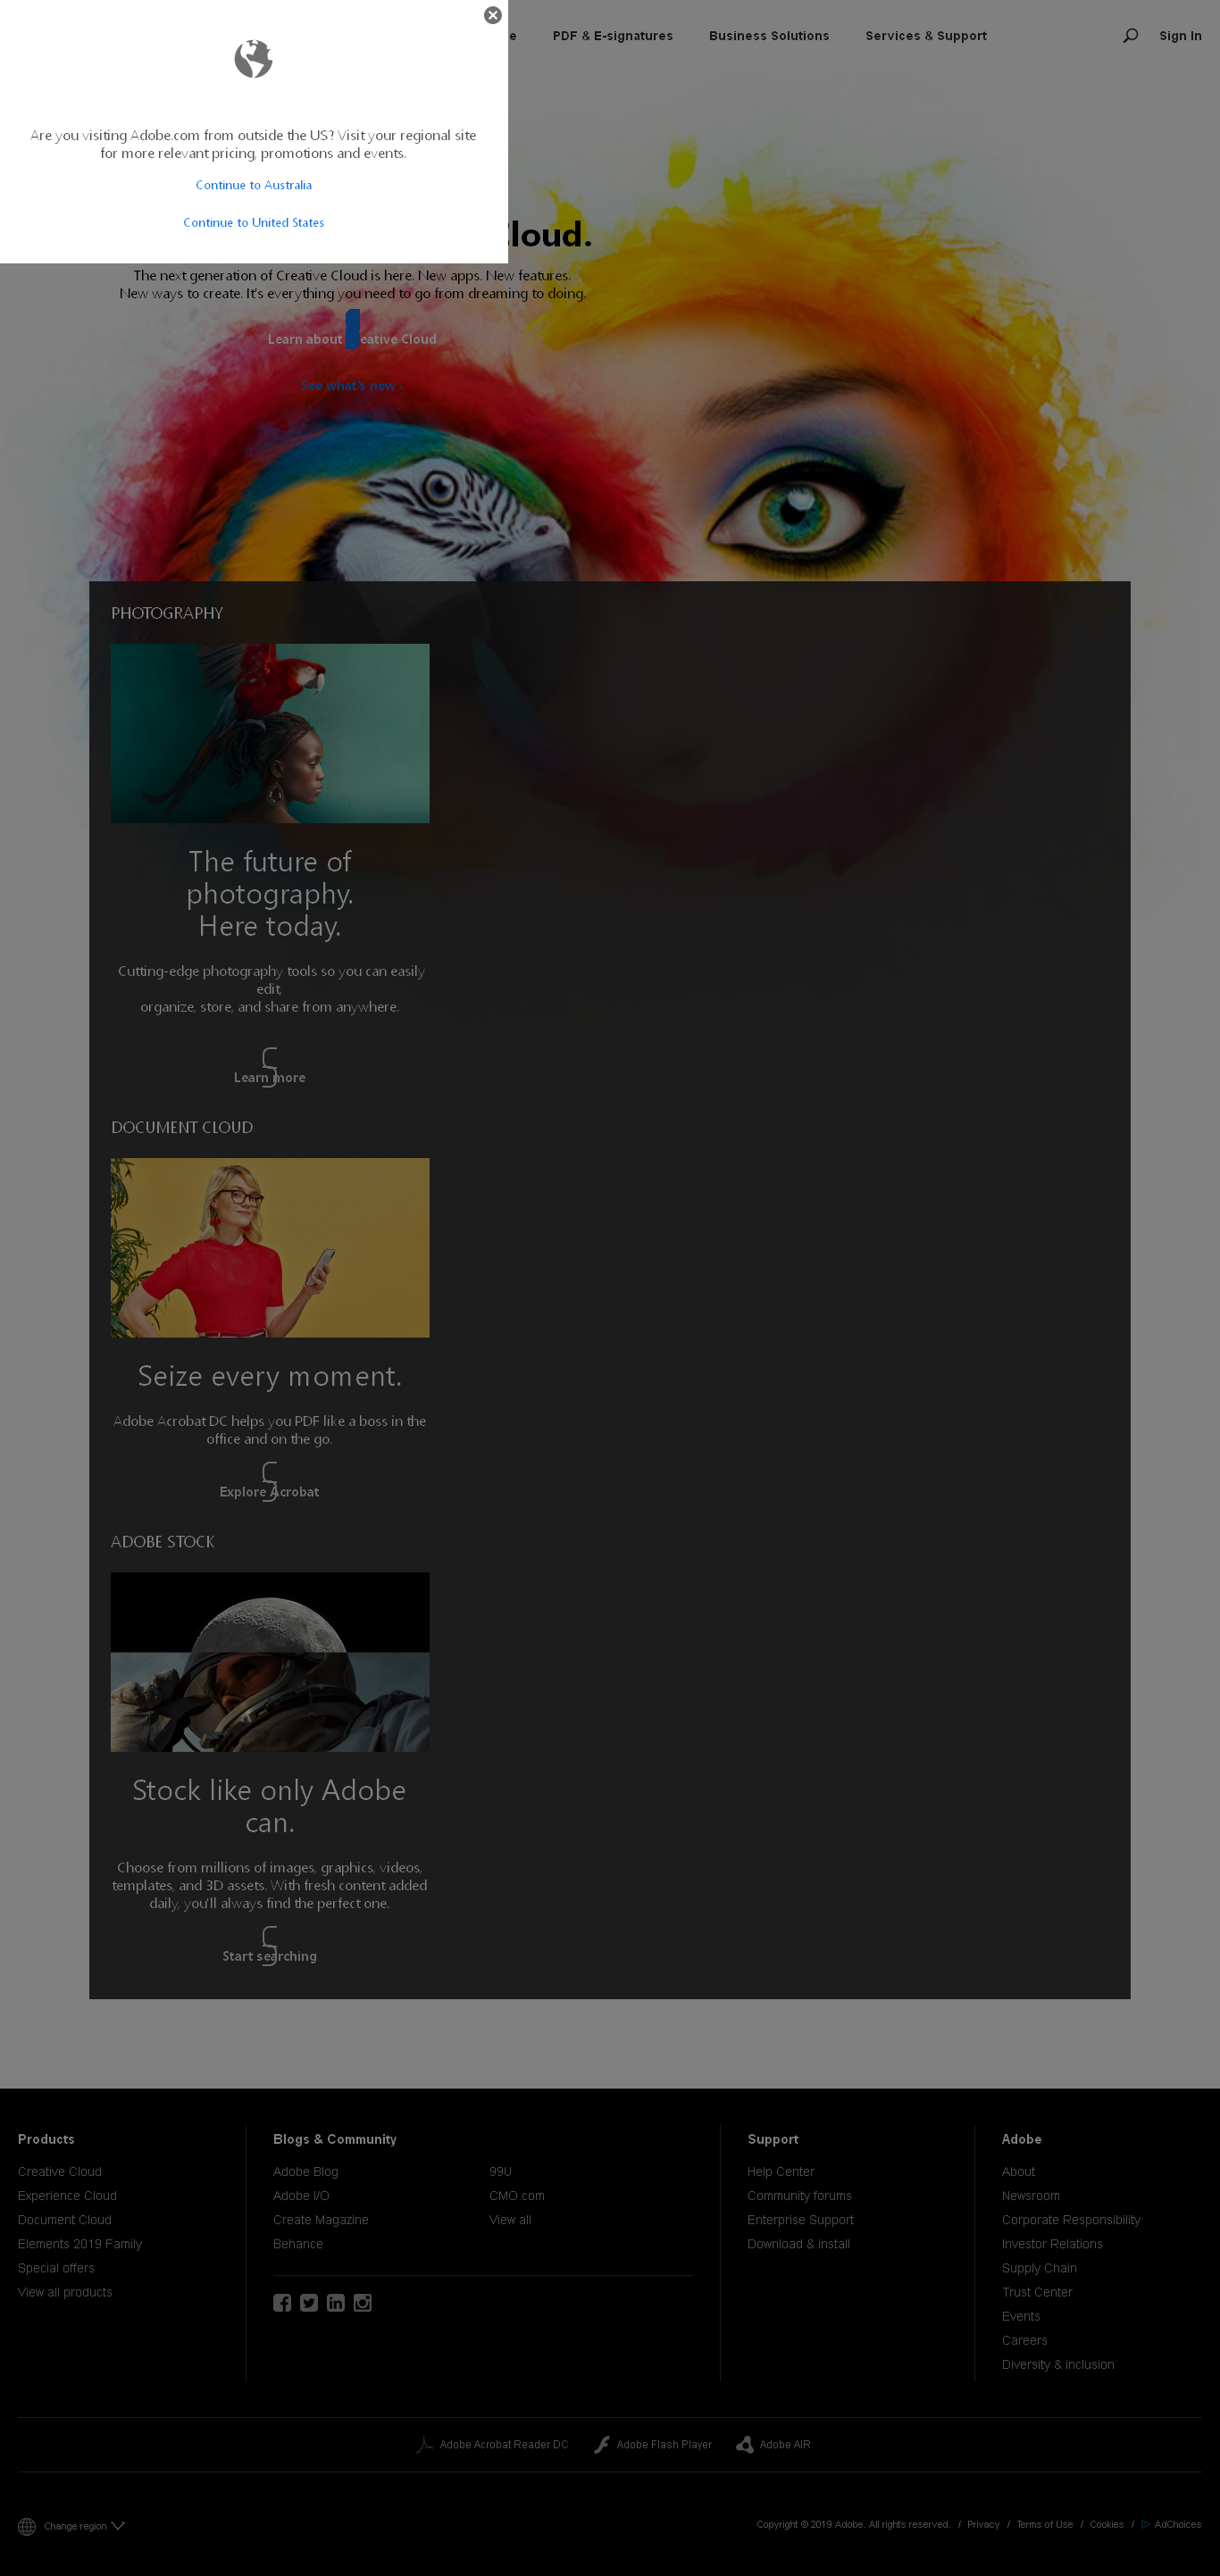 PDF & E-signatures
Business Solutions
Services & Support
Sign In
Are you visiting Adobe.com from outside the US? Visit your regional site
for more relevant pricing, promotions and events.
Continue to Australia
Continue to United States
Cloud.
The next generation of Creative Cloud is here. New apps. New features.
New ways to create. It's everything you need to go from dreaming to doing.
Learn about Creative Cloud
See what's new ›
PHOTOGRAPHY
The future of
photography.
Here today.
Cutting-edge photography tools so you can easily
edit,
organize, store, and share from anywhere.
Learn more
DOCUMENT CLOUD
Seize every moment.
Adobe Acrobat DC helps you PDF like a boss in the
office and on the go.
Explore Acrobat
ADOBE STOCK
Stock like only Adobe
can.
Choose from millions of images, graphics, videos,
templates, and 3D assets. With fresh content added
daily, you'll always find the perfect one.
Start searching
Products
Creative Cloud
Experience Cloud
Document Cloud
Elements 2019 Family
Special offers
View all products
Blogs & Community
Adobe Blog
Adobe I/O
Create Magazine
Behance
99U
CMO.com
View all
Support
Help Center
Community forums
Enterprise Support
Download & install
Adobe
About
Newsroom
Corporate Responsibility
Investor Relations
Supply Chain
Trust Center
Events
Careers
Diversity & inclusion
Adobe Acrobat Reader DC
Adobe Flash Player
Adobe AIR
Change region
Copyright © 2019 Adobe. All rights reserved. / Privacy / Terms of Use / Cookies / AdChoices